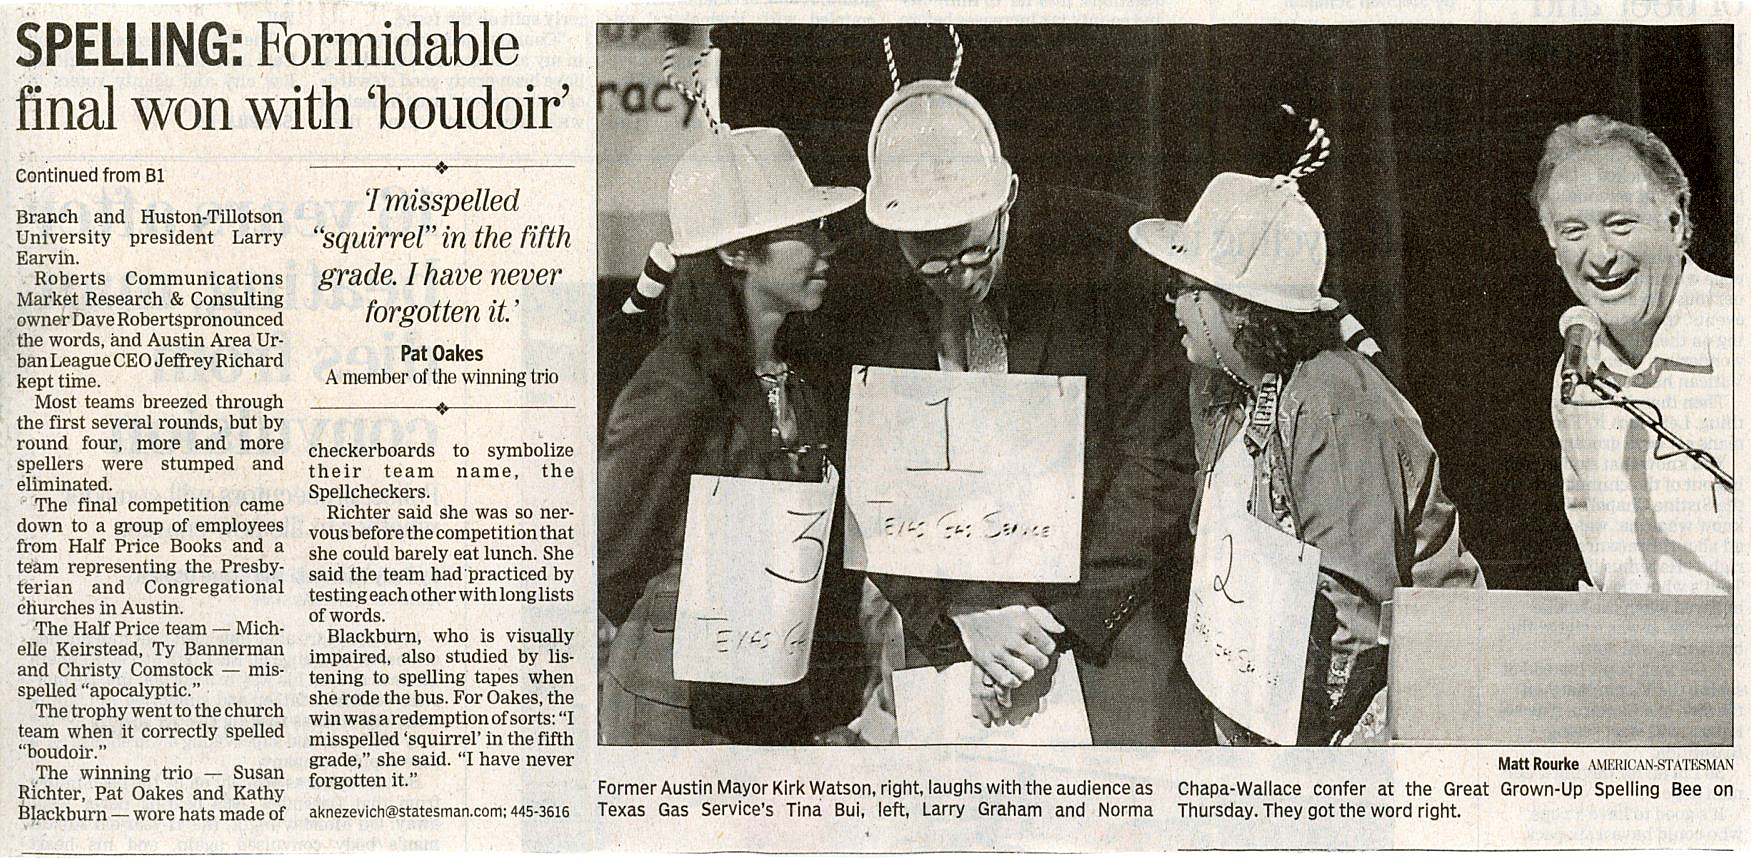 SPELLING: Formidable
final won with ‘boudoir’
Continued from B1
Branch and Huston-Tillotson
University president Larry
Earvin.
Roberts Communications
Market Research & Consulting
owner Dave Robertspronounced
the words, and Austin Area Ur-
ban League CEO Jeffrey Richard
kept time.
Most teams breezed through
the first several rounds, but by
round four, more and more
spellers were stumped and
eliminated.
The final competition came
down to a group of employees
from Half Price Books and a
team representing the Presby-
terian and Congregational
churches in Austin.
The Half Price team — Mich-
elle Keirstead, Ty Bannerman
and Christy Comstock — mis-
spelled “apocalyptic.”
The trophy went to the church
team when it correctly spelled
“boudoir.”
The winning trio — Susan
Richter, Pat Oakes and Kathy
Blackburn — wore hats made of
‘I misspelled
“squirrel” in the fifth
grade. I have never
forgotten it.’
Pat Oakes
A member of the winning trio
checkerboards to symbolize
their team name, the
Spellcheckers.
Richter said she was so ner-
vous before the competition that
she could barely eat lunch. She
said the team had practiced by
testing each other with long lists
of words.
Blackburn, who is visually
impaired, also studied by lis-
tening to spelling tapes when
she rode the bus. For Oakes, the
win was a redemption of sorts: “I
misspelled ‘squirrel’ in the fifth
grade,” she said. “I have never
forgotten it.”
aknezevich@statesman.com; 445-3616
racy
3
TEXAS GA
1
TEXAS GAS SERVICE
2
TEXAS GAS SE
Matt Rourke AMERICAN-STATESMAN
Former Austin Mayor Kirk Watson, right, laughs with the audience as
Texas Gas Service’s Tina Bui, left, Larry Graham and Norma
Chapa-Wallace confer at the Great Grown-Up Spelling Bee on
Thursday. They got the word right.